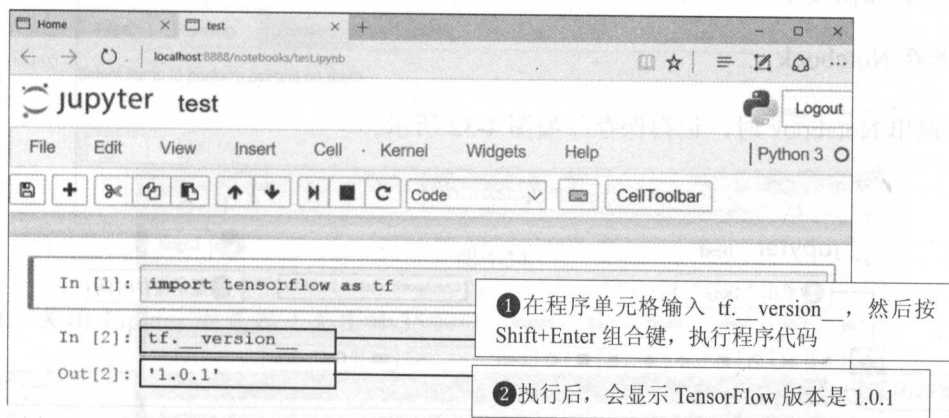 Home
test
localhost:8888/notebooks/test.ipynb
jupyter test
Logout
File Edit View Insert Cell Kernel Widgets Help
Python 3
Code
CellToolbar
In [1]: import tensorflow as tf
In [2]: tf.__version__
Out[2]: '1.0.1'
❶在程序单元格输入 tf.__version__，然后按
Shift+Enter 组合键，执行程序代码
❷执行后，会显示 TensorFlow 版本是 1.0.1